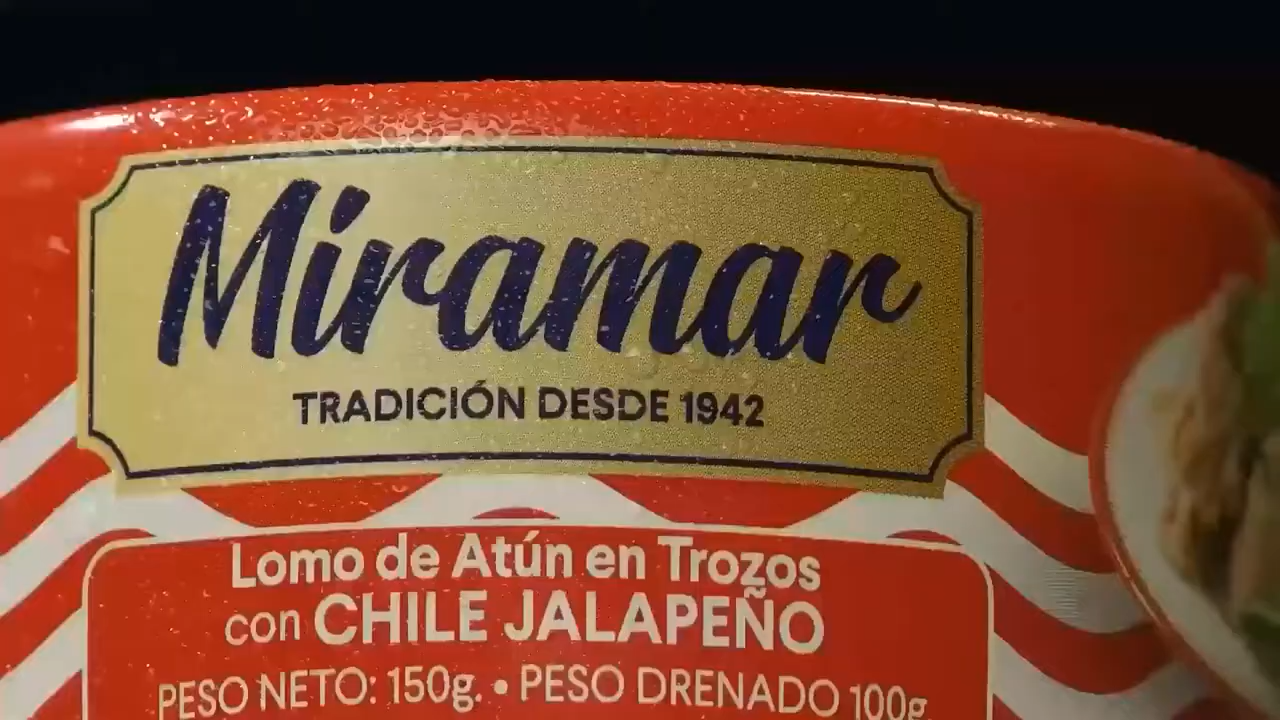 Miramar
TRADICIÓN DESDE 1942
Lomo de Atún en Trozos
con CHILE JALAPEÑO
PESO NETO: 150g. • PESO DRENADO 100g